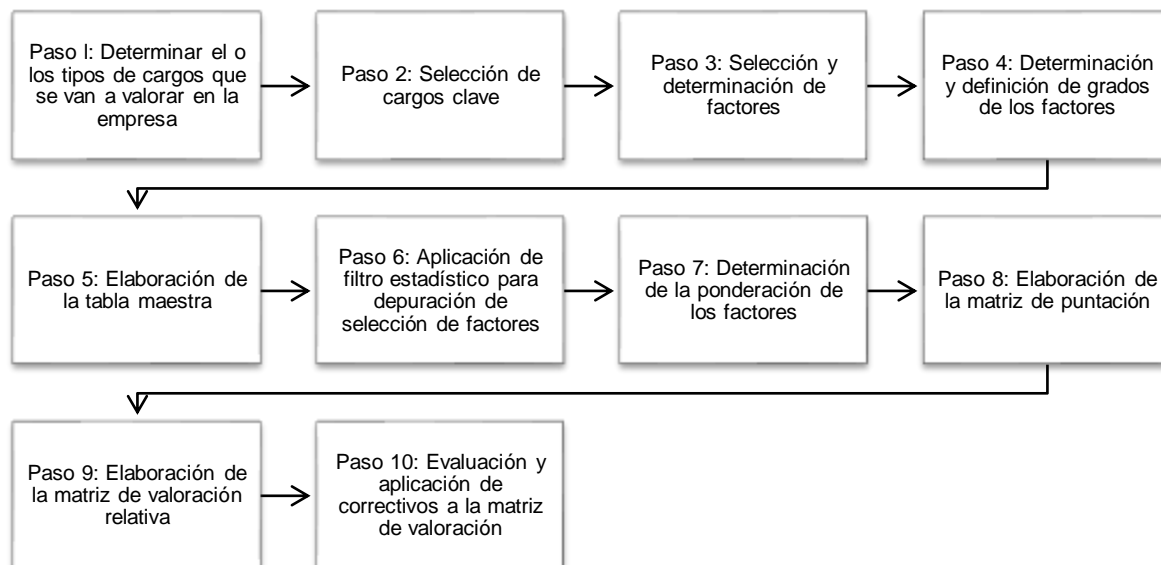 Paso l: Determinar el o
los tipos de cargos que
se van a valorar en la
empresa
Paso 2: Selección de
cargos clave
Paso 3: Selección y
determinación de
factores
Paso 4: Determinación
y definición de grados
de los factores
Paso 5: Elaboración de
la tabla maestra
Paso 6: Aplicación de
filtro estadístico para
depuración de
selección de factores
Paso 7: Determinación
de la ponderación de
los factores
Paso 8: Elaboración de
la matriz de puntación
Paso 9: Elaboración de
la matriz de valoración
relativa
Paso 10: Evaluación y
aplicación de
correctivos a la matriz
de valoración